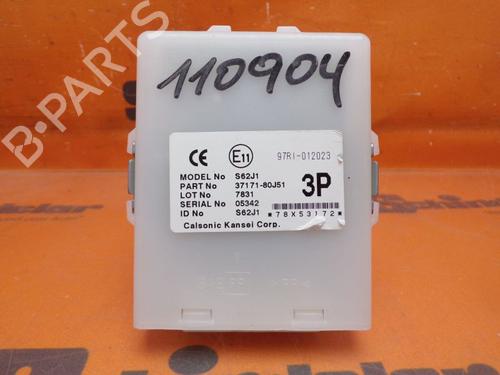 B-PARTS
110904
CE E11 97RI-012023
MODEL No S62J1
PART No 37171-80J51
LOT No 7831
SERIAL No 05342
ID No S62J1
3P
*78X53172*
Calsonic Kansei Corp.